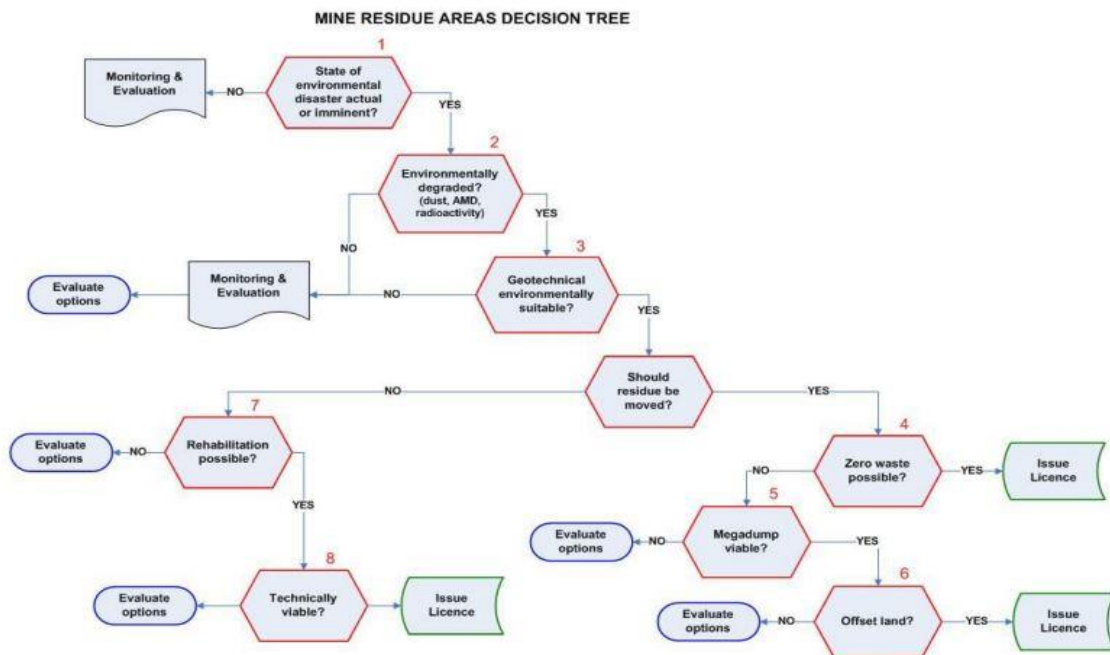 MINE RESIDUE AREAS DECISION TREE
1
State of
environmental
disaster actual
or imminent?
NO
Monitoring &
Evaluation
YES
2
Environmentally
degraded?
(dust, AMD,
radioactivity)
NO
YES
3
Geotechnical
environmentally
suitable?
NO
Monitoring &
Evaluation
Evaluate
options
YES
Should
residue be
moved?
NO
YES
7
Rehabilitation
possible?
NO
Evaluate
options
YES
8
Technically
viable?
Evaluate
options
Issue
Licence
4
Zero waste
possible?
YES
Issue
Licence
NO
5
Megadump
viable?
NO
Evaluate
options
YES
6
Offset land?
NO
Evaluate
options
YES
Issue
Licence